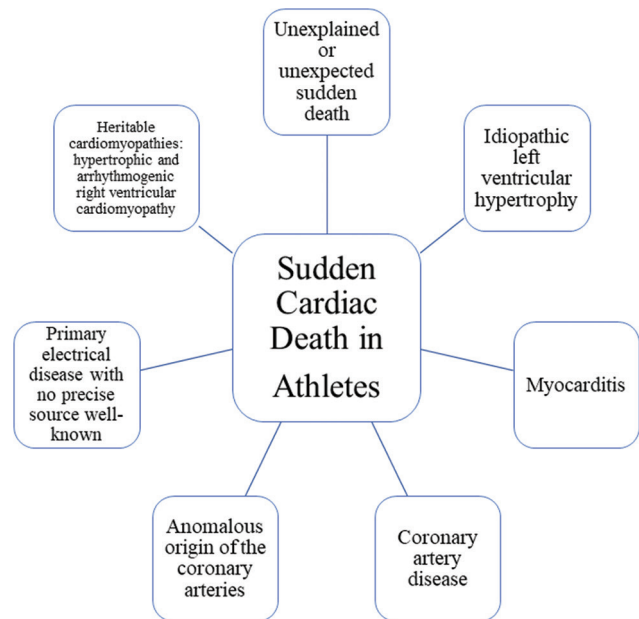 Unexplained
or
unexpected
sudden
death
Heritable
cardiomyopathies:
hypertrophic and
arrhythmogenic
right ventricular
cardiomyopathy
Idiopathic
left
ventricular
hypertrophy
Sudden
Cardiac
Death in
Athletes
Primary
electrical
disease with
no precise
source well-
known
Myocarditis
Anomalous
origin of the
coronary
arteries
Coronary
artery
disease